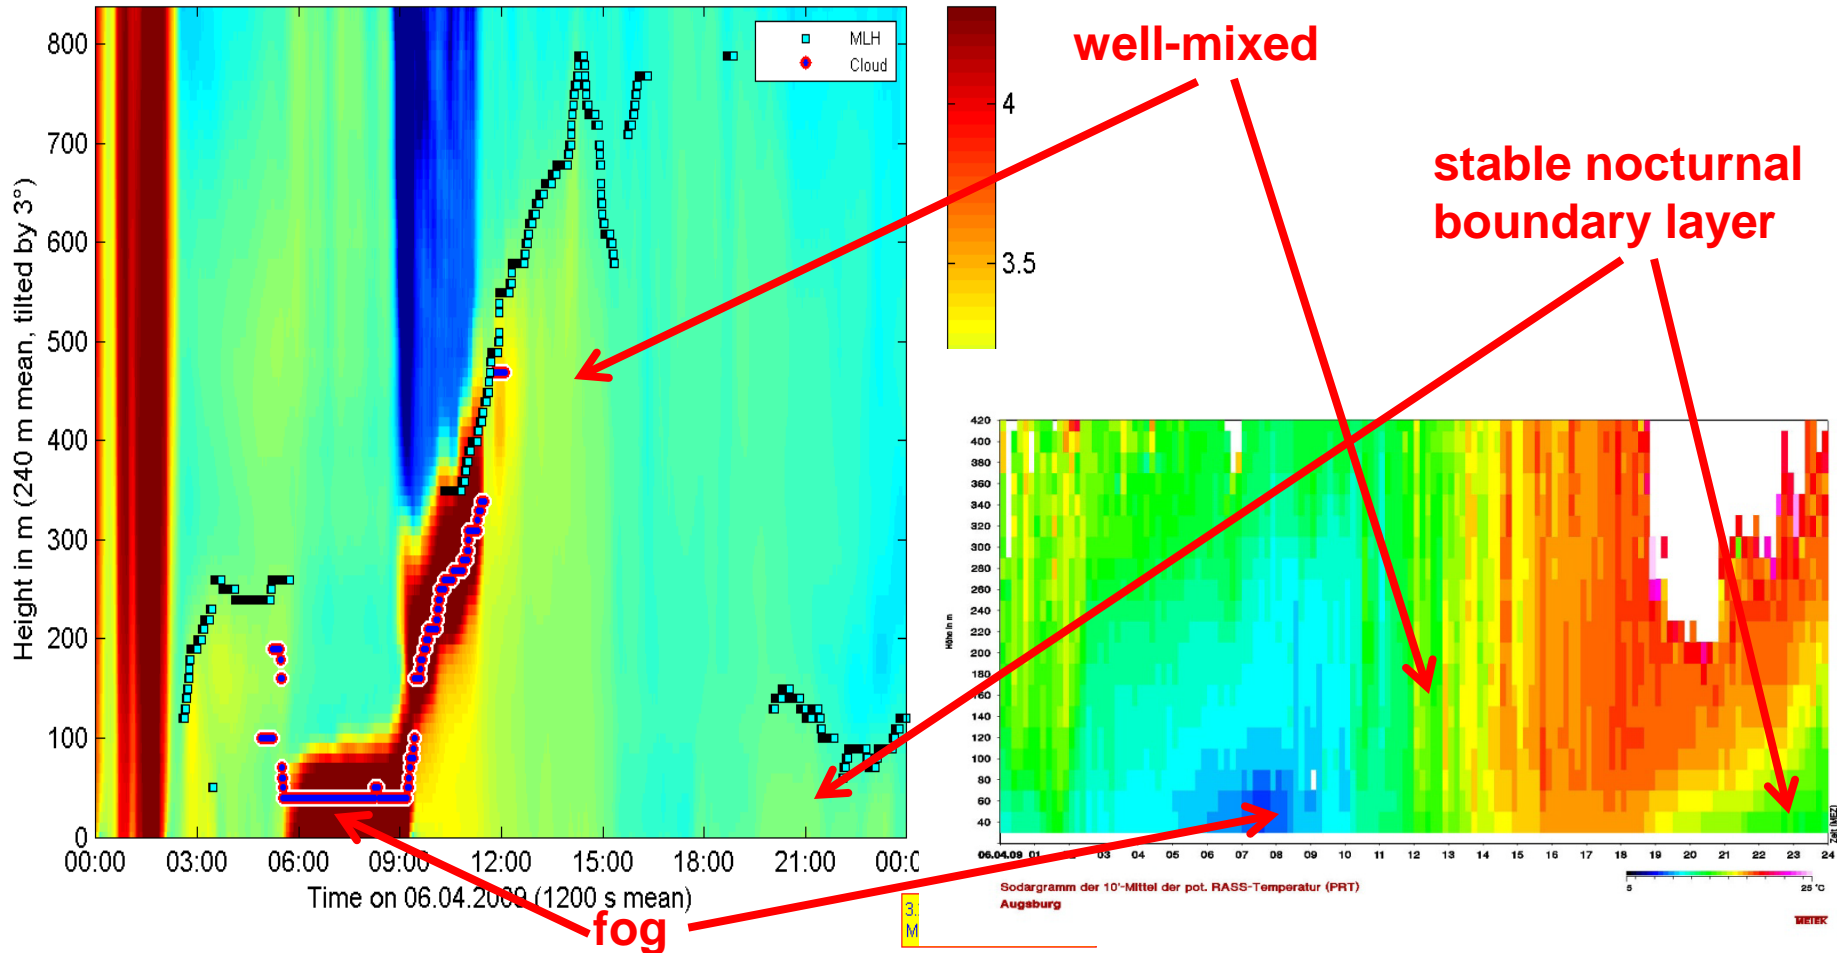 800
700
600
500
400
300
200
100
0
Height in m (240 m mean, tilted by 3°)
00:00 03:00 06:00 09:00 12:00 15:00 18:00 21:00 00:0
Time on 06.04.2009 (1200 s mean)
MLH
Cloud
4
3.5
well-mixed
stable nocturnal
boundary layer
fog
3.
M
420
400
380
360
340
320
300
280
260
240
220
200
180
160
140
120
100
80
60
40
Höhe in m
06.04.09 01 02 03 04 05 06 07 08 09 10 11 12 13 14 15 16 17 18 19 20 21 22 23 24
Zeit (MEZ)
5 25 °C
Sodargramm der 10'-Mittel der pot. RASS-Temperatur (PRT)
Augsburg
METEK